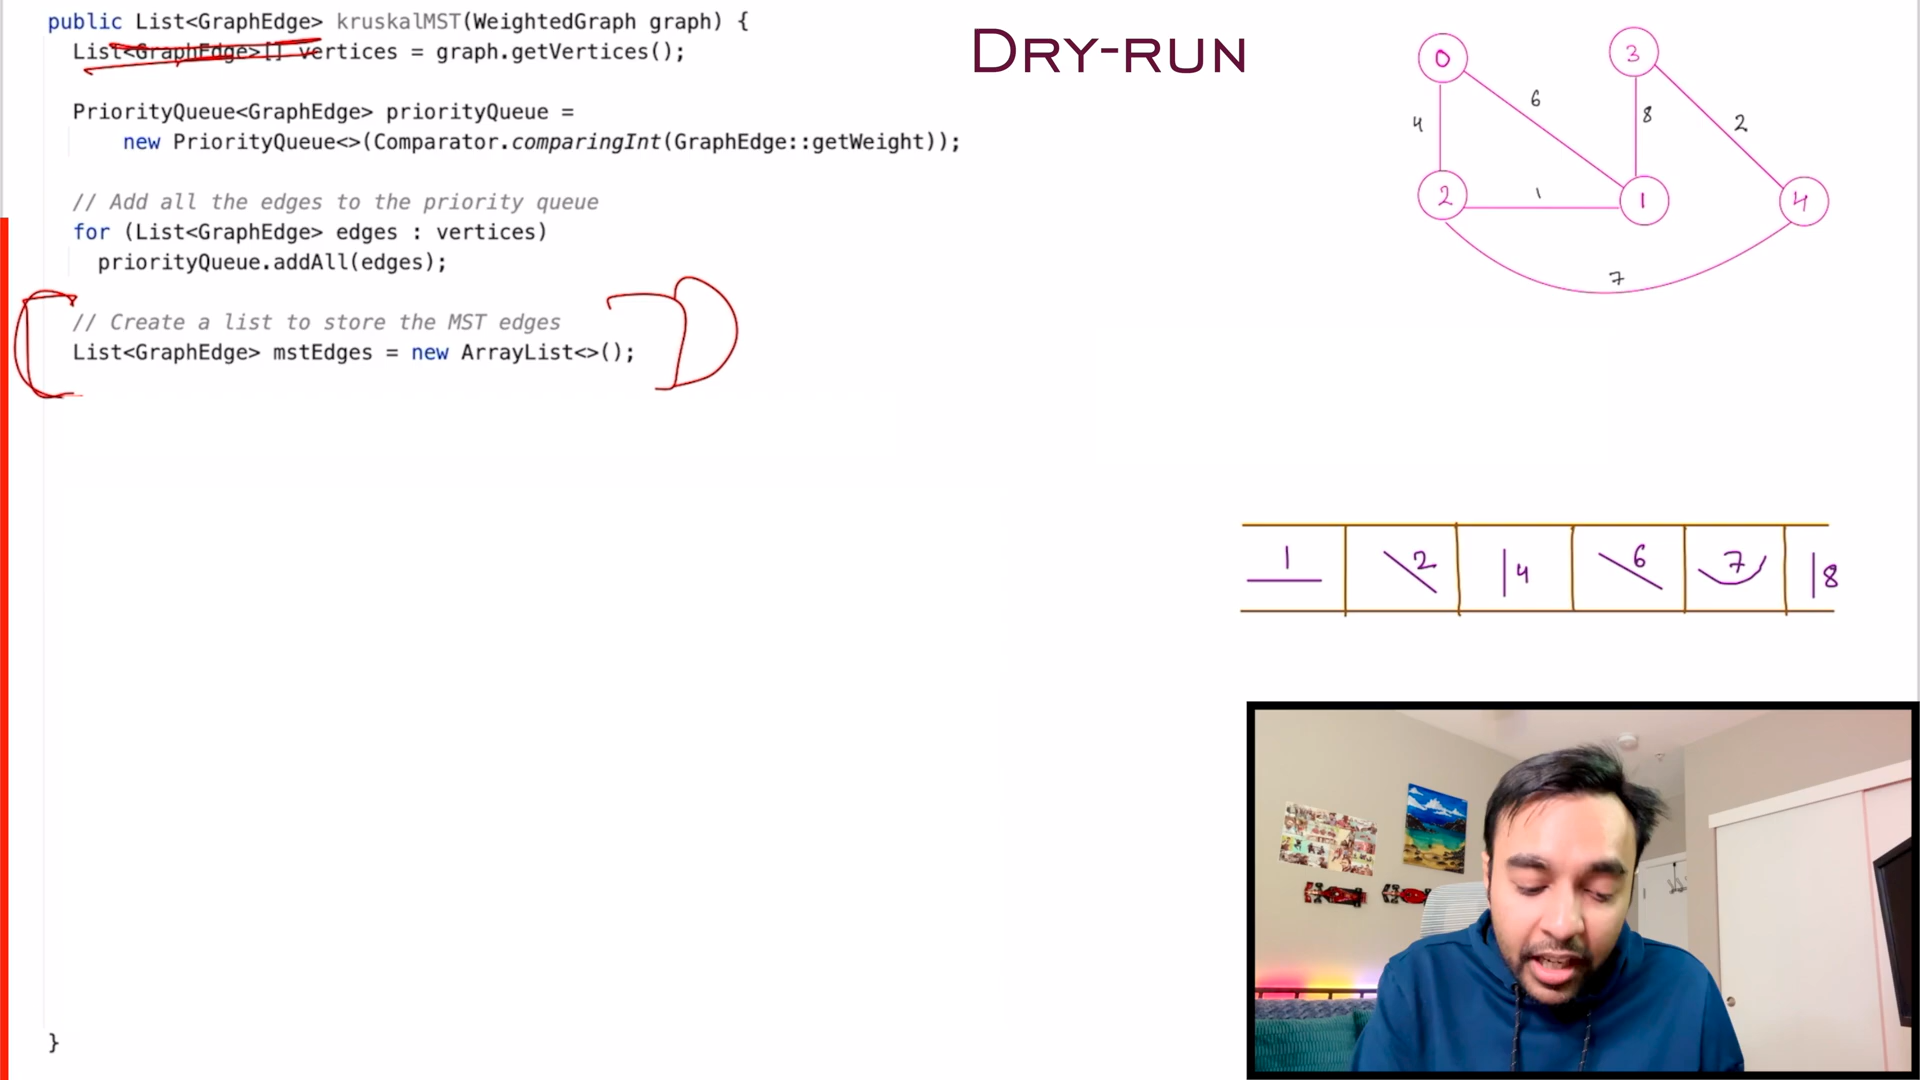 public List<GraphEdge> kruskalMST(WeightedGraph graph) {
List<GraphEdge>[] vertices = graph.getVertices();
PriorityQueue<GraphEdge> priorityQueue =
new PriorityQueue<>(Comparator.comparingInt(GraphEdge::getWeight));
// Add all the edges to the priority queue
for (List<GraphEdge> edges : vertices)
priorityQueue.addAll(edges);
// Create a list to store the MST edges
List<GraphEdge> mstEdges = new ArrayList<>();
}
DRY-RUN
0
3
6
4
8
2
2
1
1
4
7
1
2
4
6
7
8